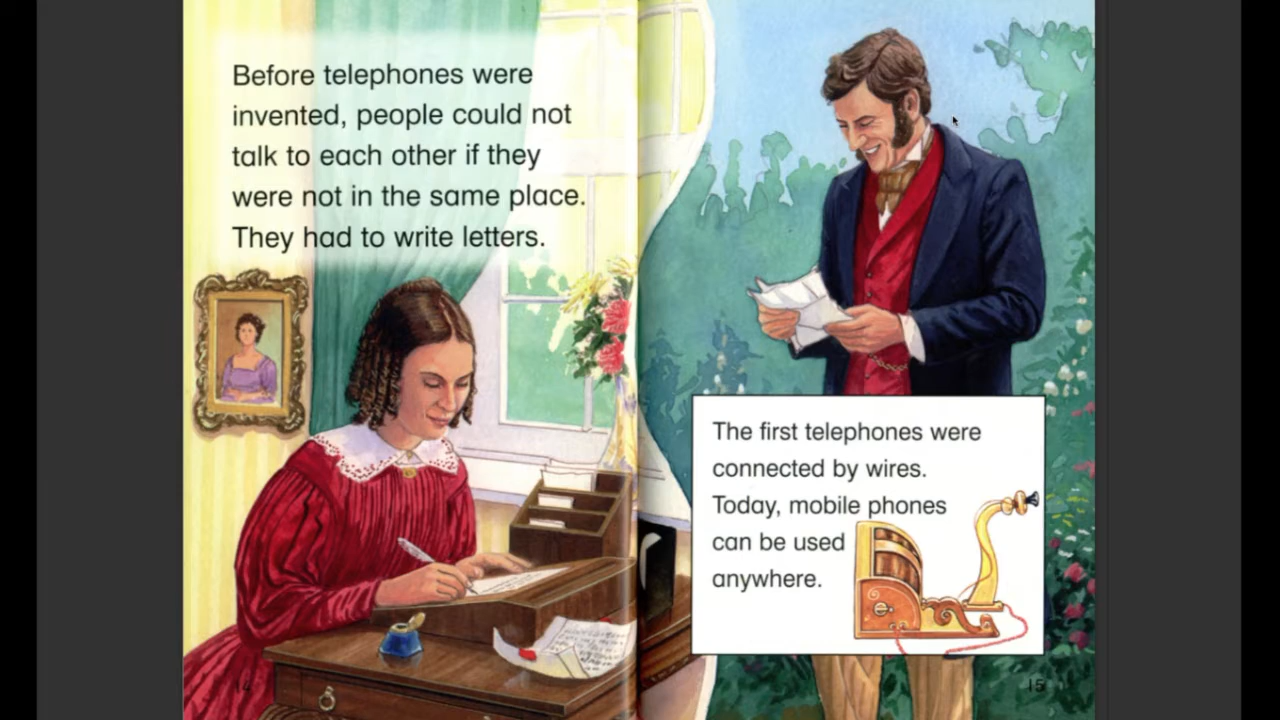 Before telephones were
invented, people could not
talk to each other if they
were not in the same place.
They had to write letters.
14
The first telephones were
connected by wires.
Today, mobile phones
can be used
anywhere.
15